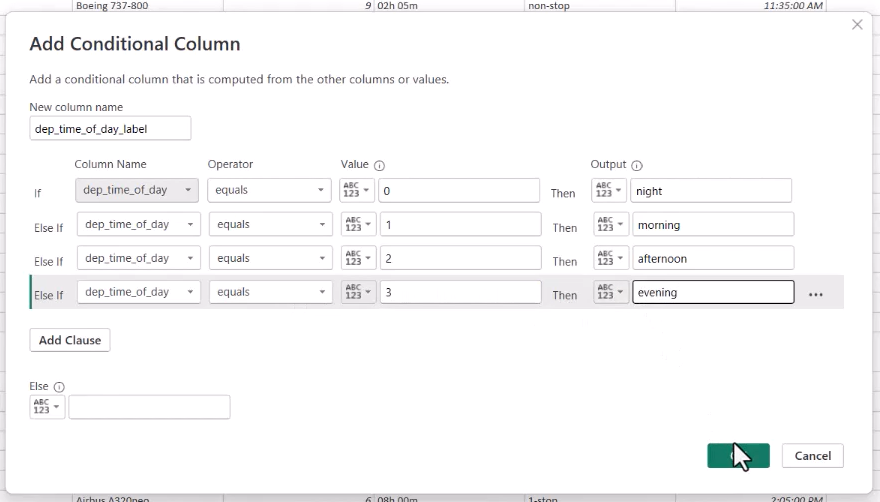 Boeing 737-800 9 02h 05m non-stop 11:35:00 AM
Add Conditional Column
Add a conditional column that is computed from the other columns or values.
New column name
dep_time_of_day_label
Column Name Operator Value Output
If dep_time_of_day equals ABC 123 0 Then ABC 123 night
Else If dep_time_of_day equals ABC 123 1 Then ABC 123 morning
Else If dep_time_of_day equals ABC 123 2 Then ABC 123 afternoon
Else If dep_time_of_day equals ABC 123 3 Then ABC 123 evening
Add Clause
Else
ABC 123
Cancel
Airbus A320neo 6 08h 00m 1-stop 2:05:00 PM